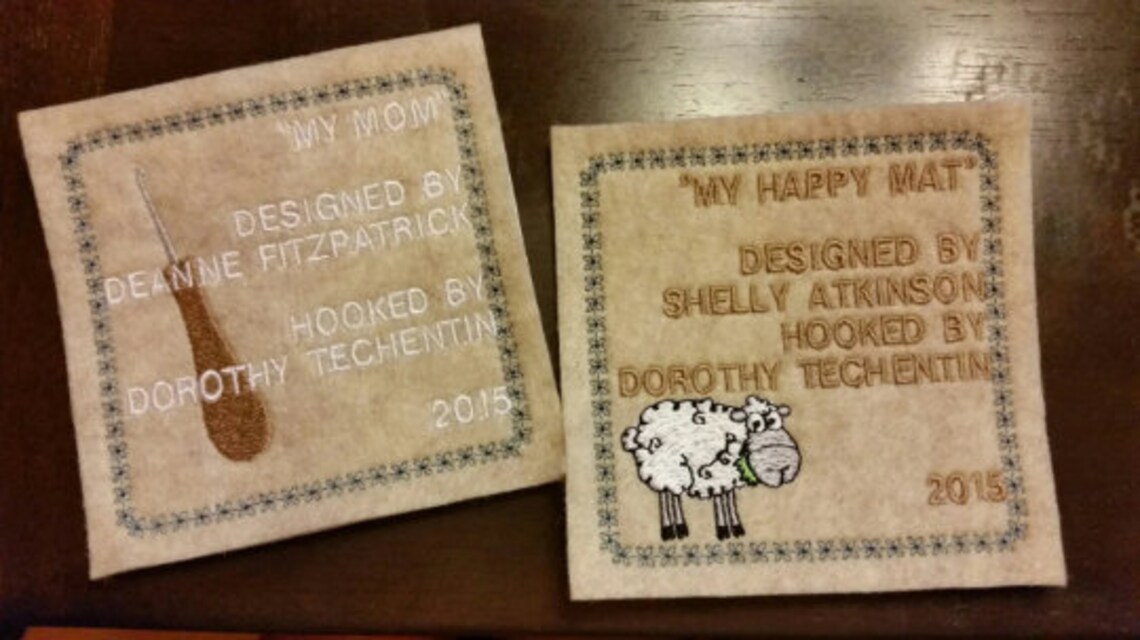 "MY MOM"
DESIGNED BY
DEANNE FITZPATRICK
HOOKED BY
DOROTHY TECHENTIN
2015
"MY HAPPY MAT"
DESIGNED BY
SHELLY ATKINSON
HOOKED BY
DOROTHY TECHENTIN
2015